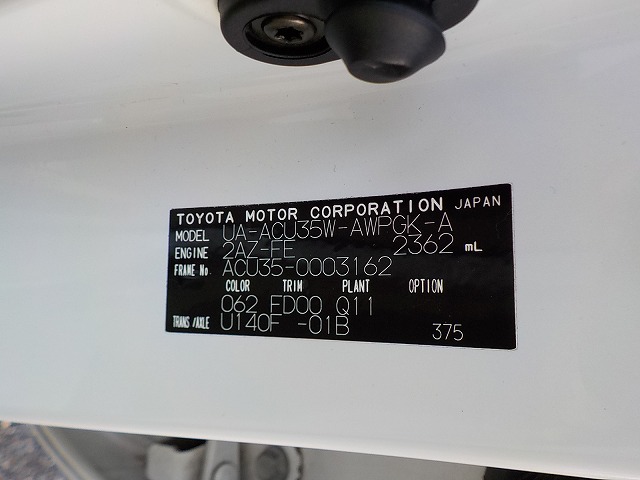 TOYOTA MOTOR CORPORATION JAPAN
MODEL UA-ACU35W-AWPGK-A
ENGINE 2AZ-FE 2362 mL
FRAME No. ACU35-0003162
COLOR TRIM PLANT OPTION
062 FD00 Q11
TRANS/AXLE U140F -01B 375